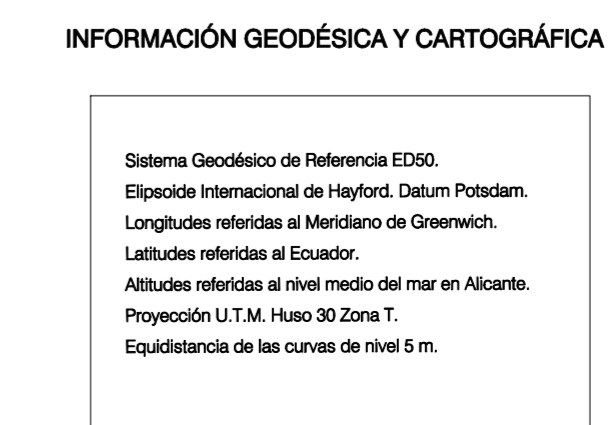 INFORMACIÓN GEODÉSICA Y CARTOGRÁFICA
Sistema Geodésico de Referencia ED50.
Elipsoide Internacional de Hayford. Datum Potsdam.
Longitudes referidas al Meridiano de Greenwich.
Latitudes referidas al Ecuador.
Altitudes referidas al nivel medio del mar en Alicante.
Proyección U.T.M. Huso 30 Zona T.
Equidistancia de las curvas de nivel 5 m.